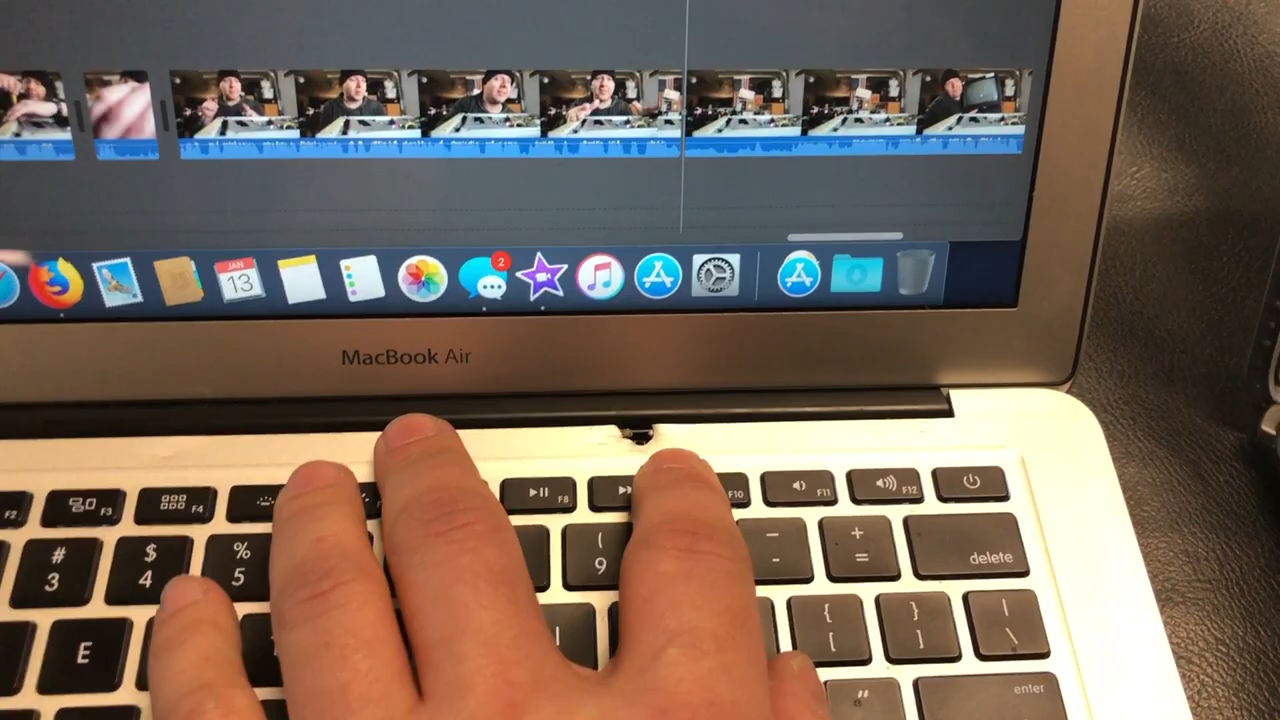 2
JAN
13
MacBook Air
F2
F3
F4
F8
F10
F11
F12
#
3
$
4
%
5
(
9
-
-
+
=
delete
E
{
[
}
]
|
\
"
enter